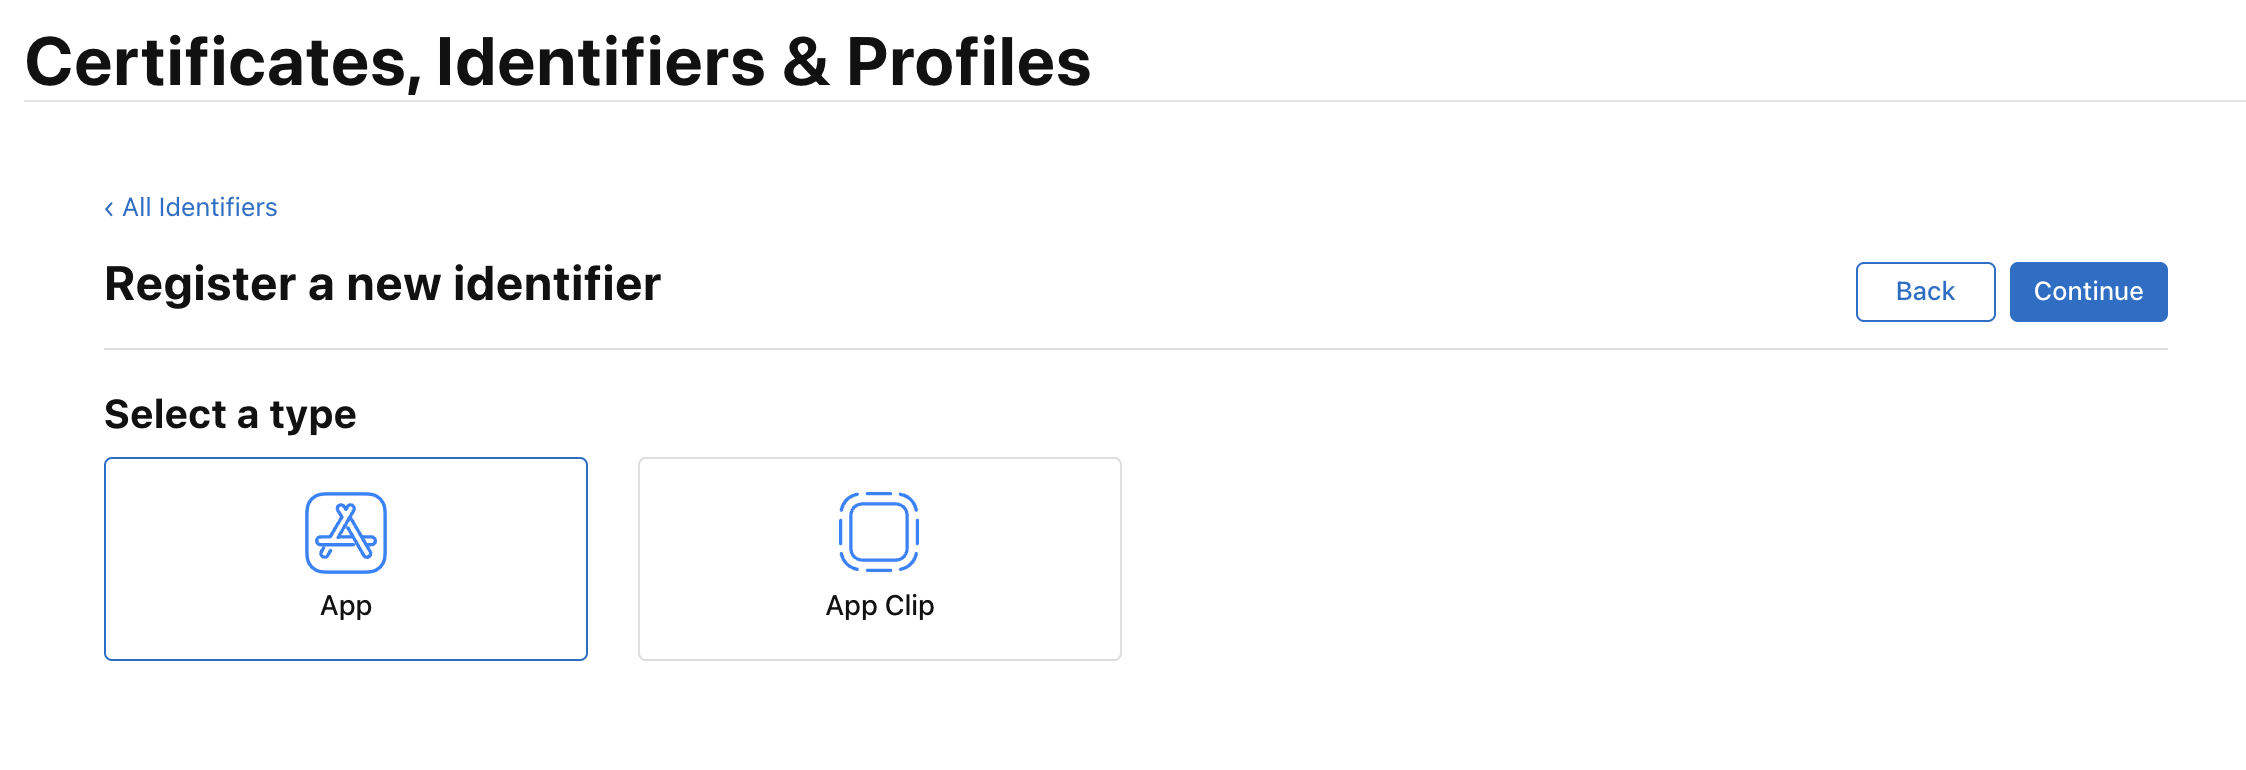 Certificates, Identifiers & Profiles
‹ All Identifiers
Register a new identifier
Back
Continue
Select a type
App
App Clip